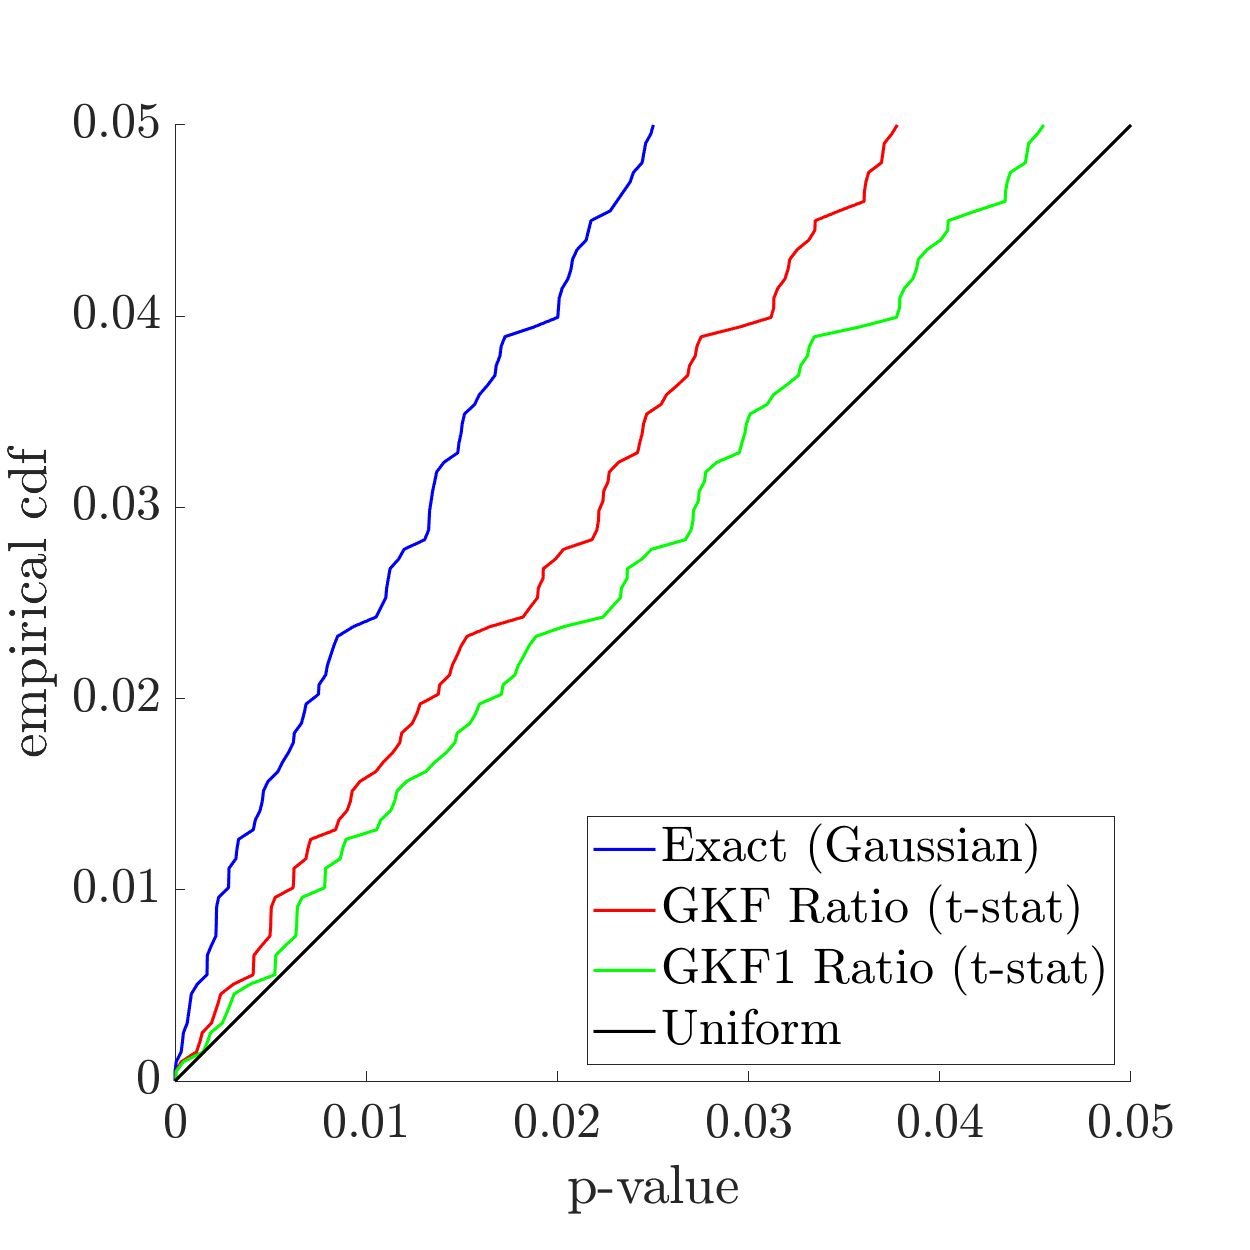 0.05
0.04
0.03
0.02
0.01
0
empirical cdf
Exact (Gaussian)
GKF Ratio (t-stat)
GKF1 Ratio (t-stat)
Uniform
0 0.01 0.02 0.03 0.04 0.05
p-value